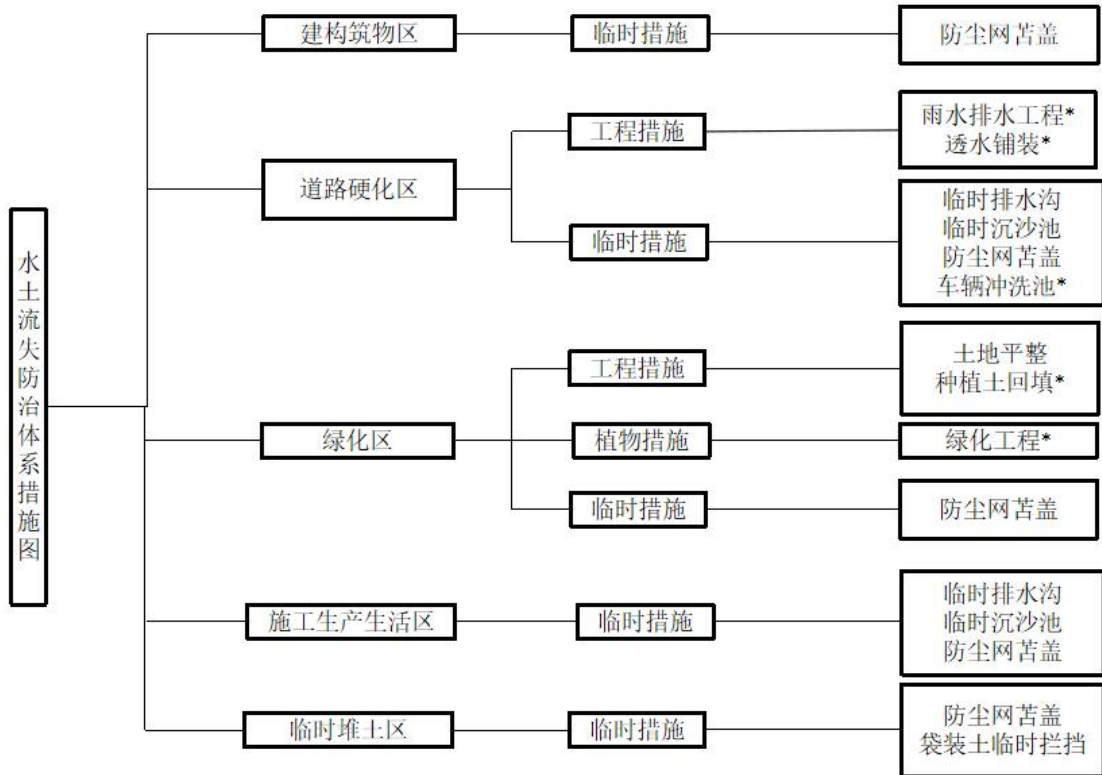 水土流失防治体系措施图
建构筑物区
临时措施
防尘网苫盖
道路硬化区
工程措施
雨水排水工程*
透水铺装*
临时措施
临时排水沟
临时沉沙池
防尘网苫盖
车辆冲洗池*
绿化区
工程措施
土地平整
种植土回填*
植物措施
绿化工程*
临时措施
防尘网苫盖
施工生产生活区
临时措施
临时排水沟
临时沉沙池
防尘网苫盖
临时堆土区
临时措施
防尘网苫盖
袋装土临时拦挡